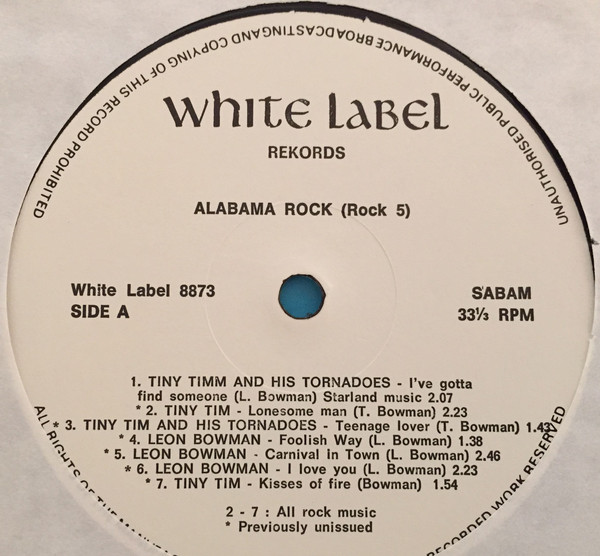 UNAUTHORISED PUBLIC PERFORMANCE BROADCASTING AND COPYING OF THIS RECORD PROHIBITED
WHITE LABEL
REKORDS
ALABAMA ROCK (Rock 5)
White Label 8873
SABAM
SIDE A
33⅓ RPM
1. TINY TIMM AND HIS TORNADOES - I've gotta
find someone (L. Bowman) Starland music 2.07
* 2. TINY TIM - Lonesome man (T. Bowman) 2.23
* 3. TINY TIM AND HIS TORNADOES - Teenage lover (T. Bowman) 1.43
* 4. LEON BOWMAN - Foolish Way (L. Bowman) 1.38
* 5. LEON BOWMAN - Carnival in Town (L. Bowman) 2.46
* 6. LEON BOWMAN - I love you (L. Bowman) 2.23
* 7. TINY TIM - Kisses of fire (Bowman) 1.54
2 - 7 : All rock music
* Previously unissued
ALL RIGHTS OF THE
RECORDED WORK RESERVED